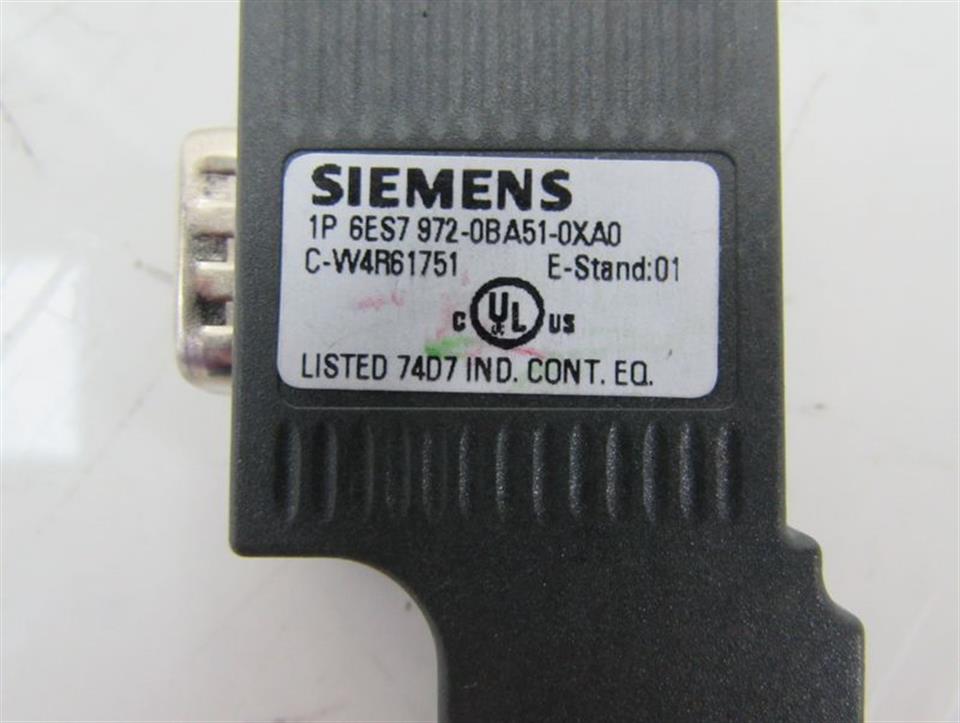 SIEMENS
1P 6ES7 972-0BA51-0XA0
C-W4R61751 E-Stand:01
C UL US
LISTED 74D7 IND. CONT. EQ.